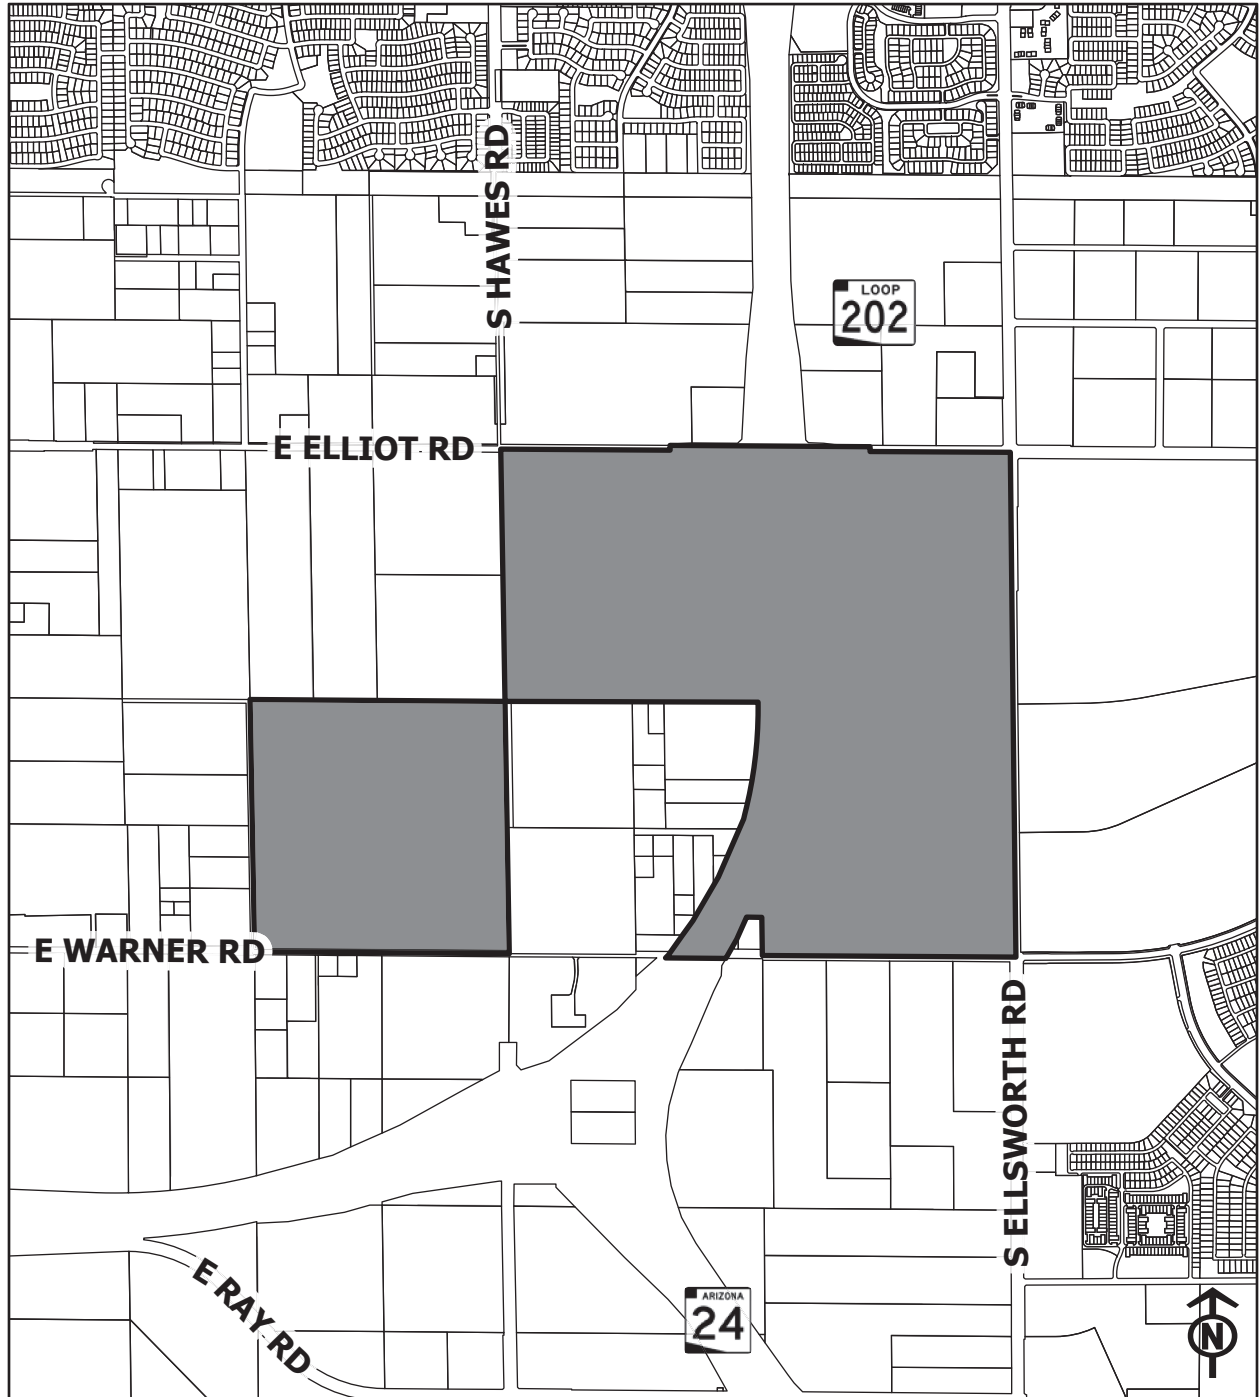 S HAWES RD
LOOP
202
E ELLIOT RD
E WARNER RD
S ELLSWORTH RD
E RAY RD
ARIZONA
24
N